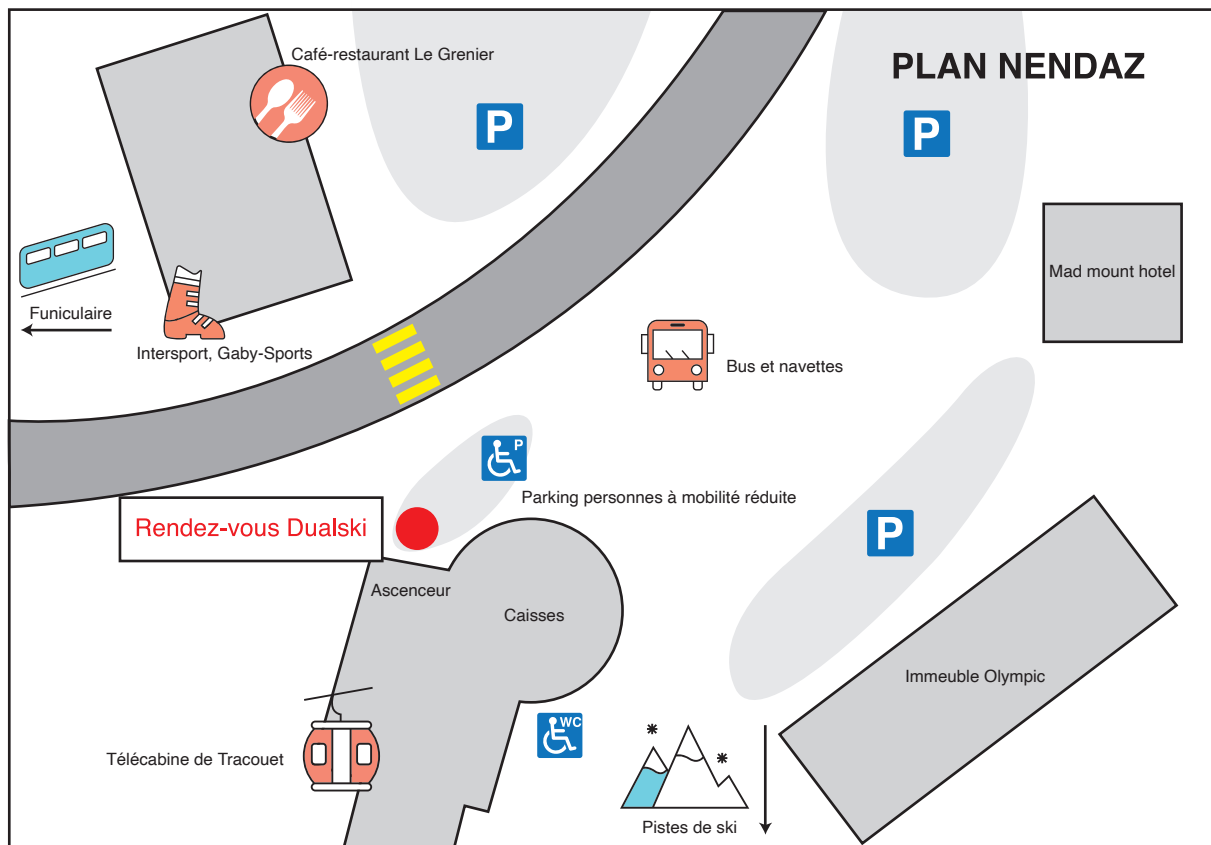 Café-restaurant Le Grenier
PLAN NENDAZ
P
P
Mad mount hotel
Funiculaire
Intersport, Gaby-Sports
Bus et navettes
P
Parking personnes à mobilité réduite
Rendez-vous Dualski
P
Ascenceur
Caisses
Immeuble Olympic
WC
Télécabine de Tracouet
Pistes de ski